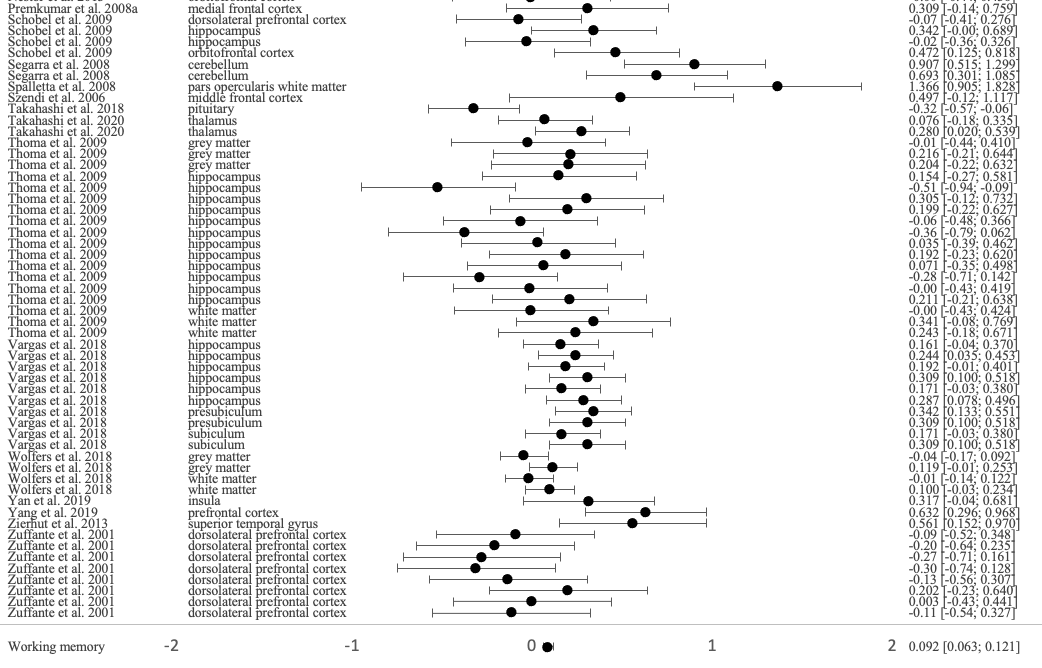 Premkumar et al. 2008a medial frontal cortex 0.309 [-0.14; 0.759]
Schobel et al. 2009 dorsolateral prefrontal cortex -0.07 [-0.41; 0.276]
Schobel et al. 2009 hippocampus 0.342 [-0.00; 0.689]
Schobel et al. 2009 hippocampus -0.02 [-0.36; 0.326]
Schobel et al. 2009 orbitofrontal cortex 0.472 [0.125; 0.818]
Segarra et al. 2008 cerebellum 0.907 [0.515; 1.299]
Segarra et al. 2008 cerebellum 0.693 [0.301; 1.085]
Spalletta et al. 2008 pars opercularis white matter 1.366 [0.905; 1.828]
Szendi et al. 2006 middle frontal cortex 0.497 [-0.12; 1.117]
Takahashi et al. 2018 pituitary -0.32 [-0.57; -0.06]
Takahashi et al. 2020 thalamus 0.076 [-0.18; 0.335]
Takahashi et al. 2020 thalamus 0.280 [0.020; 0.539]
Thoma et al. 2009 grey matter -0.01 [-0.44; 0.410]
Thoma et al. 2009 grey matter 0.216 [-0.21; 0.644]
Thoma et al. 2009 grey matter 0.204 [-0.22; 0.632]
Thoma et al. 2009 hippocampus 0.154 [-0.27; 0.581]
Thoma et al. 2009 hippocampus -0.51 [-0.94; -0.09]
Thoma et al. 2009 hippocampus 0.305 [-0.12; 0.732]
Thoma et al. 2009 hippocampus 0.199 [-0.22; 0.627]
Thoma et al. 2009 hippocampus -0.06 [-0.48; 0.366]
Thoma et al. 2009 hippocampus -0.36 [-0.79; 0.062]
Thoma et al. 2009 hippocampus 0.035 [-0.39; 0.462]
Thoma et al. 2009 hippocampus 0.192 [-0.23; 0.620]
Thoma et al. 2009 hippocampus 0.071 [-0.35; 0.498]
Thoma et al. 2009 hippocampus -0.28 [-0.71; 0.142]
Thoma et al. 2009 hippocampus -0.00 [-0.43; 0.419]
Thoma et al. 2009 hippocampus 0.211 [-0.21; 0.638]
Thoma et al. 2009 white matter -0.00 [-0.43; 0.424]
Thoma et al. 2009 white matter 0.341 [-0.08; 0.769]
Thoma et al. 2009 white matter 0.243 [-0.18; 0.671]
Vargas et al. 2018 hippocampus 0.161 [-0.04; 0.370]
Vargas et al. 2018 hippocampus 0.244 [0.035; 0.453]
Vargas et al. 2018 hippocampus 0.192 [-0.01; 0.401]
Vargas et al. 2018 hippocampus 0.309 [0.100; 0.518]
Vargas et al. 2018 hippocampus 0.171 [-0.03; 0.380]
Vargas et al. 2018 hippocampus 0.287 [0.078; 0.496]
Vargas et al. 2018 presubiculum 0.342 [0.133; 0.551]
Vargas et al. 2018 presubiculum 0.309 [0.100; 0.518]
Vargas et al. 2018 subiculum 0.171 [-0.03; 0.380]
Vargas et al. 2018 subiculum 0.309 [0.100; 0.518]
Wolfers et al. 2018 grey matter -0.04 [-0.17; 0.092]
Wolfers et al. 2018 grey matter 0.119 [-0.01; 0.253]
Wolfers et al. 2018 white matter -0.01 [-0.14; 0.122]
Wolfers et al. 2018 white matter 0.100 [-0.03; 0.234]
Yan et al. 2019 insula 0.317 [-0.04; 0.681]
Yang et al. 2019 prefrontal cortex 0.632 [0.296; 0.968]
Zierhut et al. 2013 superior temporal gyrus 0.561 [0.152; 0.970]
Zuffante et al. 2001 dorsolateral prefrontal cortex -0.09 [-0.52; 0.348]
Zuffante et al. 2001 dorsolateral prefrontal cortex -0.20 [-0.64; 0.235]
Zuffante et al. 2001 dorsolateral prefrontal cortex -0.27 [-0.71; 0.161]
Zuffante et al. 2001 dorsolateral prefrontal cortex -0.30 [-0.74; 0.128]
Zuffante et al. 2001 dorsolateral prefrontal cortex -0.13 [-0.56; 0.307]
Zuffante et al. 2001 dorsolateral prefrontal cortex 0.202 [-0.23; 0.640]
Zuffante et al. 2001 dorsolateral prefrontal cortex 0.003 [-0.43; 0.441]
Zuffante et al. 2001 dorsolateral prefrontal cortex -0.11 [-0.54; 0.327]
Working memory -2 -1 0 1 2 0.092 [0.063; 0.121]